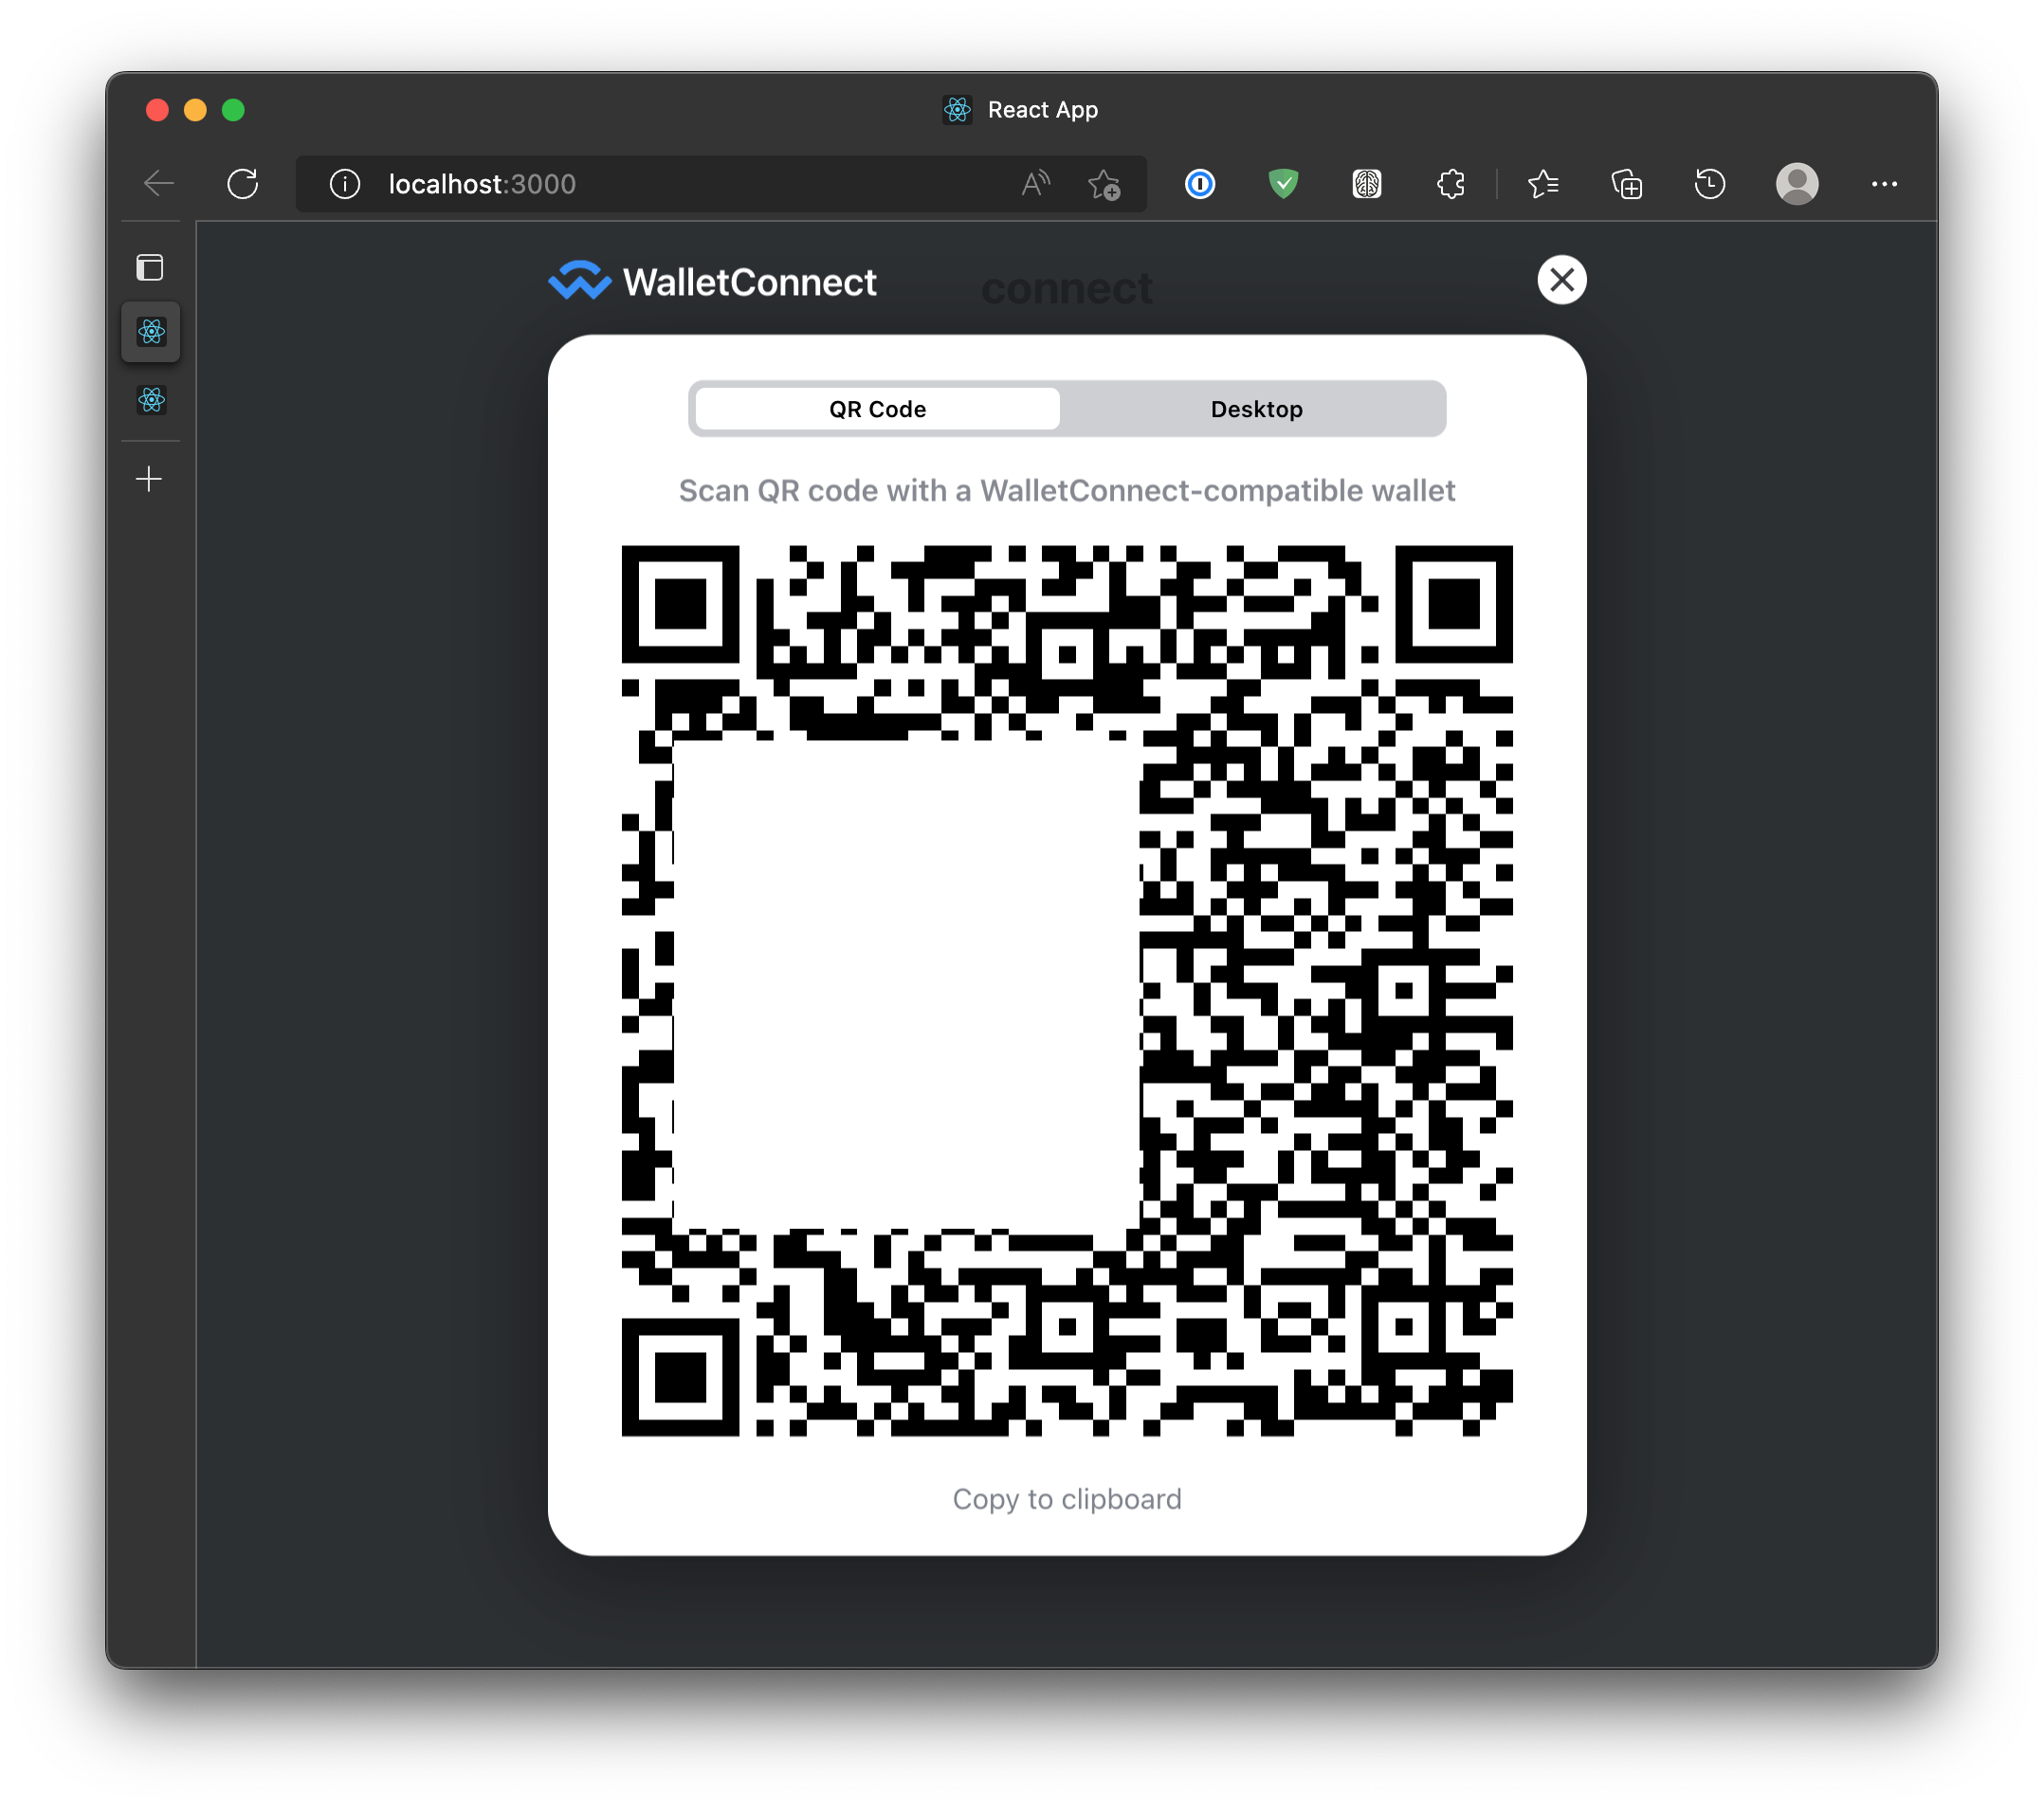 React App
localhost:3000
WalletConnect
connect
QR Code
Desktop
Scan QR code with a WalletConnect-compatible wallet
Copy to clipboard